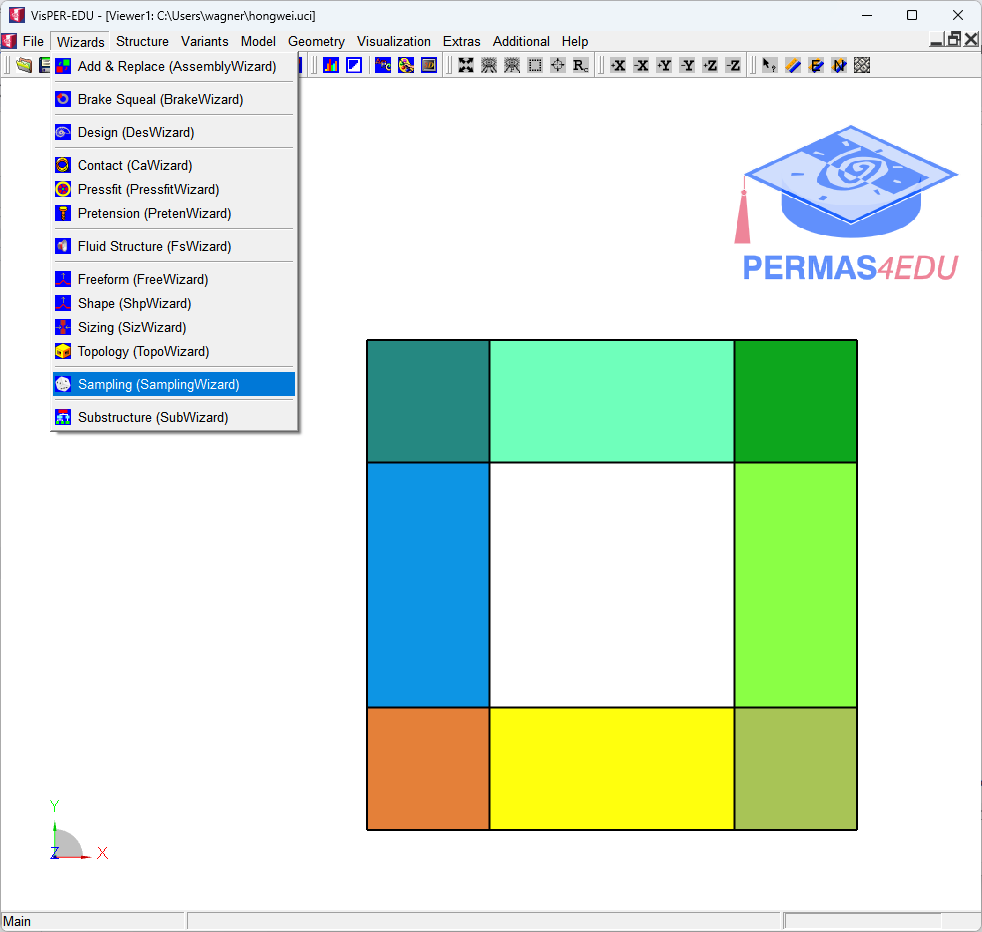 VisPER-EDU - [Viewer1: C:\Users\wagner\hongwei.uci]
File Wizards Structure Variants Model Geometry Visualization Extras Additional Help
Add & Replace (AssemblyWizard)
-X -X -Y -Y -Z -Z
Brake Squeal (BrakeWizard)
Design (DesWizard)
Contact (CaWizard)
Pressfit (PressfitWizard)
Pretension (PretenWizard)
Fluid Structure (FsWizard)
Freeform (FreeWizard)
Shape (ShpWizard)
Sizing (SizWizard)
Topology (TopoWizard)
Sampling (SamplingWizard)
Substructure (SubWizard)
PERMAS4EDU
Y
Z
X
Main